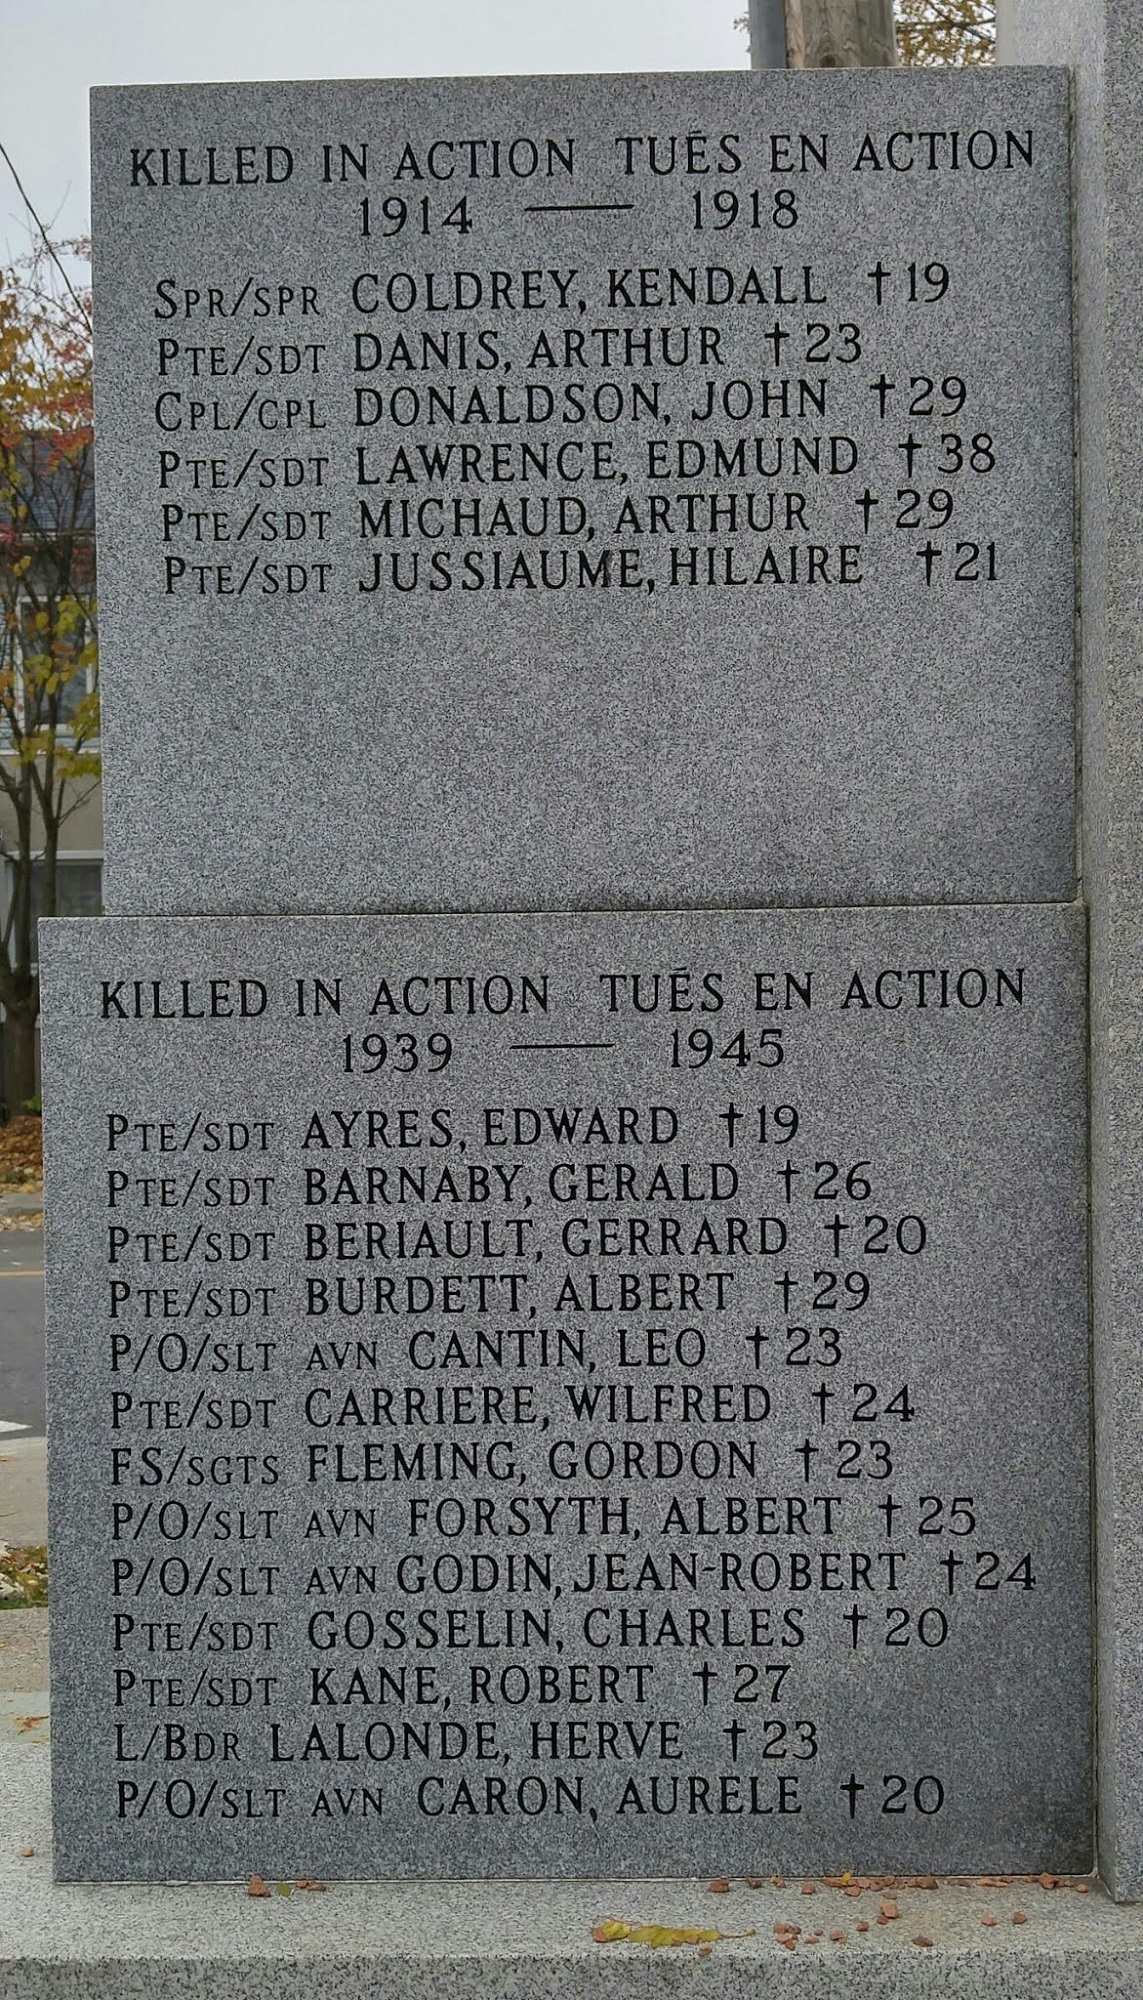 KILLED IN ACTION TUÉS EN ACTION
1914 — 1918
SPR/SPR COLDREY, KENDALL †19
PTE/SDT DANIS, ARTHUR †23
CPL/CPL DONALDSON, JOHN †29
PTE/SDT LAWRENCE, EDMUND †38
PTE/SDT MICHAUD, ARTHUR †29
PTE/SDT JUSSIAUME, HILAIRE †21
KILLED IN ACTION TUÉS EN ACTION
1939 — 1945
PTE/SDT AYRES, EDWARD †19
PTE/SDT BARNABY, GERALD †26
PTE/SDT BERIAULT, GERRARD †20
PTE/SDT BURDETT, ALBERT †29
P/O/SLT AVN CANTIN, LEO †23
PTE/SDT CARRIERE, WILFRED †24
FS/SGTS FLEMING, GORDON †23
P/O/SLT AVN FORSYTH, ALBERT †25
P/O/SLT AVN GODIN, JEAN-ROBERT †24
PTE/SDT GOSSELIN, CHARLES †20
PTE/SDT KANE, ROBERT †27
L/BDR LALONDE, HERVE †23
P/O/SLT AVN CARON, AURELE †20